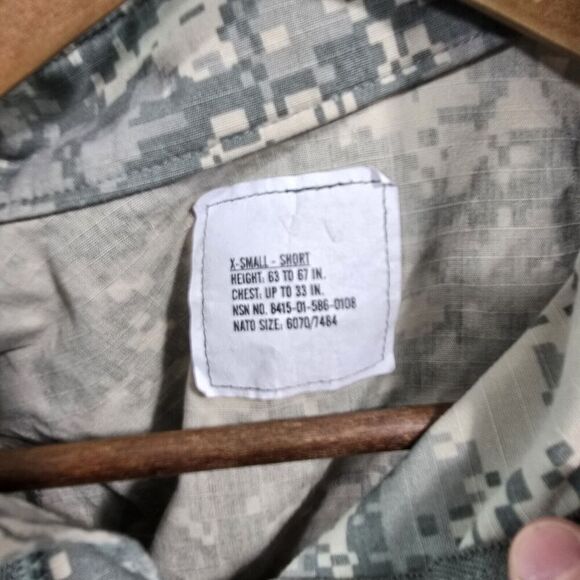 X-SMALL - SHORT
HEIGHT: 63 TO 67 IN.
CHEST: UP TO 33 IN.
NSN NO. 8415-01-586-0108
NATO SIZE: 6070/7484